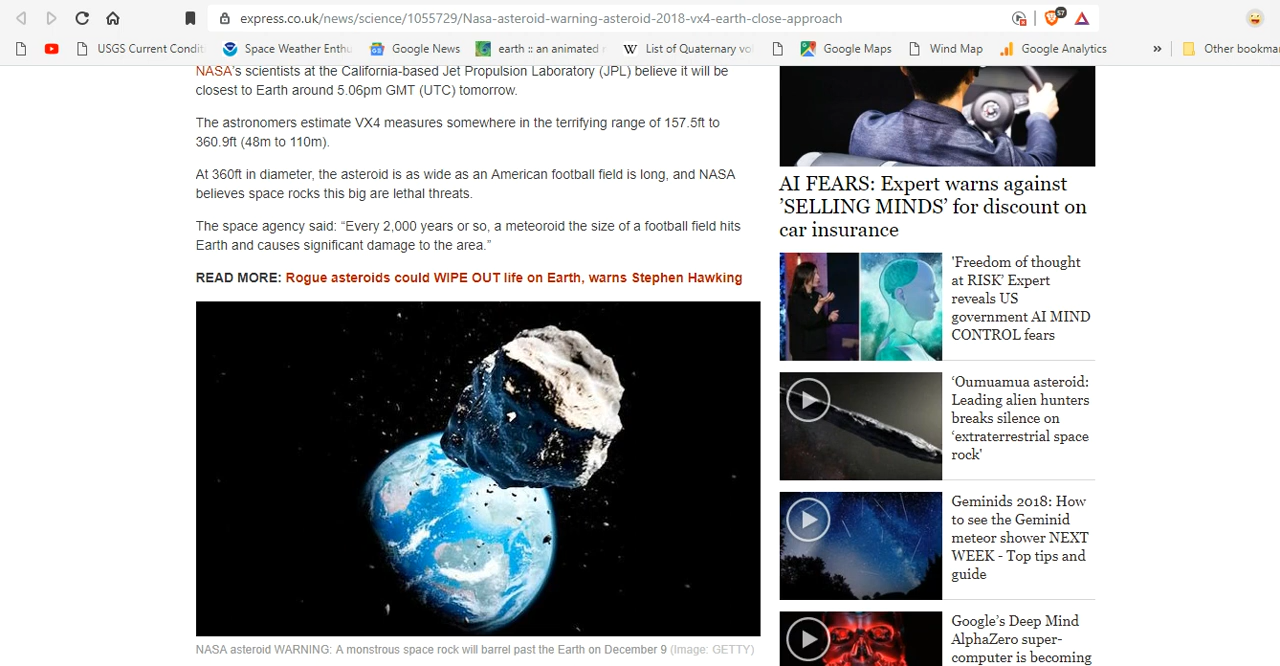 express.co.uk/news/science/1055729/Nasa-asteroid-warning-asteroid-2018-vx4-earth-close-approach
57
USGS Current Condit
Space Weather Enthu
Google News
earth :: an animated
W List of Quaternary vo
Google Maps
Wind Map
Google Analytics
»
Other bookma
NASA's scientists at the California-based Jet Propulsion Laboratory (JPL) believe it will be
closest to Earth around 5.06pm GMT (UTC) tomorrow.
The astronomers estimate VX4 measures somewhere in the terrifying range of 157.5ft to
360.9ft (48m to 110m).
At 360ft in diameter, the asteroid is as wide as an American football field is long, and NASA
believes space rocks this big are lethal threats.
The space agency said: “Every 2,000 years or so, a meteoroid the size of a football field hits
Earth and causes significant damage to the area.”
READ MORE: Rogue asteroids could WIPE OUT life on Earth, warns Stephen Hawking
NASA asteroid WARNING: A monstrous space rock will barrel past the Earth on December 9 (Image: GETTY)
AI FEARS: Expert warns against
’SELLING MINDS’ for discount on
car insurance
'Freedom of thought
at RISK’ Expert
reveals US
government AI MIND
CONTROL fears
‘Oumuamua asteroid:
Leading alien hunters
breaks silence on
‘extraterrestrial space
rock’
Geminids 2018: How
to see the Geminid
meteor shower NEXT
WEEK - Top tips and
guide
Google’s Deep Mind
AlphaZero super-
computer is becoming